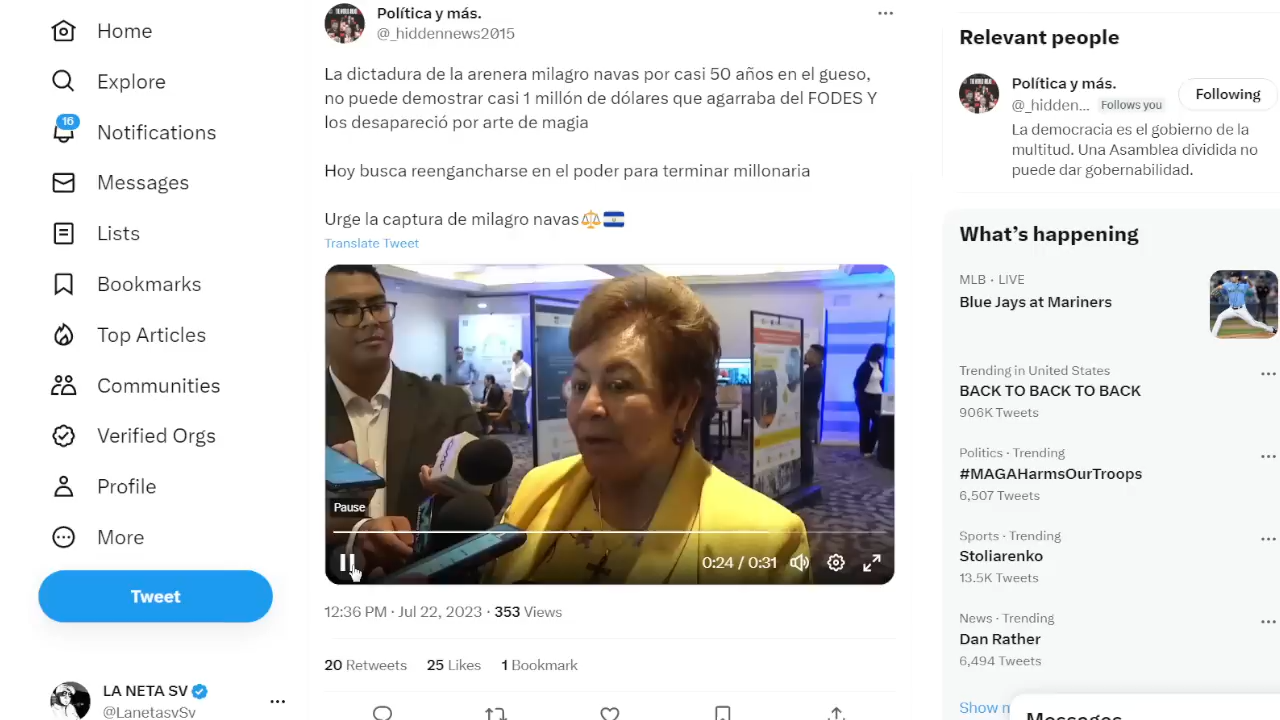 Home
Explore
16
Notifications
Messages
Lists
Bookmarks
Top Articles
Communities
Verified Orgs
Profile
More
Tweet
LA NETA SV
@LanetasvSv
Política y más.
@_hiddennews2015
La dictadura de la arenera milagro navas por casi 50 años en el gueso,
no puede demostrar casi 1 millón de dólares que agarraba del FODES Y
los desapareció por arte de magia
Hoy busca reengancharse en el poder para terminar millonaria
Urge la captura de milagro navas
Translate Tweet
Pause
0:24 / 0:31
12:36 PM · Jul 22, 2023 · 353 Views
20 Retweets 25 Likes 1 Bookmark
Relevant people
Política y más.
@_hidden... Follows you
Following
La democracia es el gobierno de la
multitud. Una Asamblea dividida no
puede dar gobernabilidad.
What's happening
MLB · LIVE
Blue Jays at Mariners
Trending in United States
BACK TO BACK TO BACK
906K Tweets
Politics · Trending
#MAGAHarmsOurTroops
6,507 Tweets
Sports · Trending
Stoliarenko
13.5K Tweets
News · Trending
Dan Rather
6,494 Tweets
Show
Messages